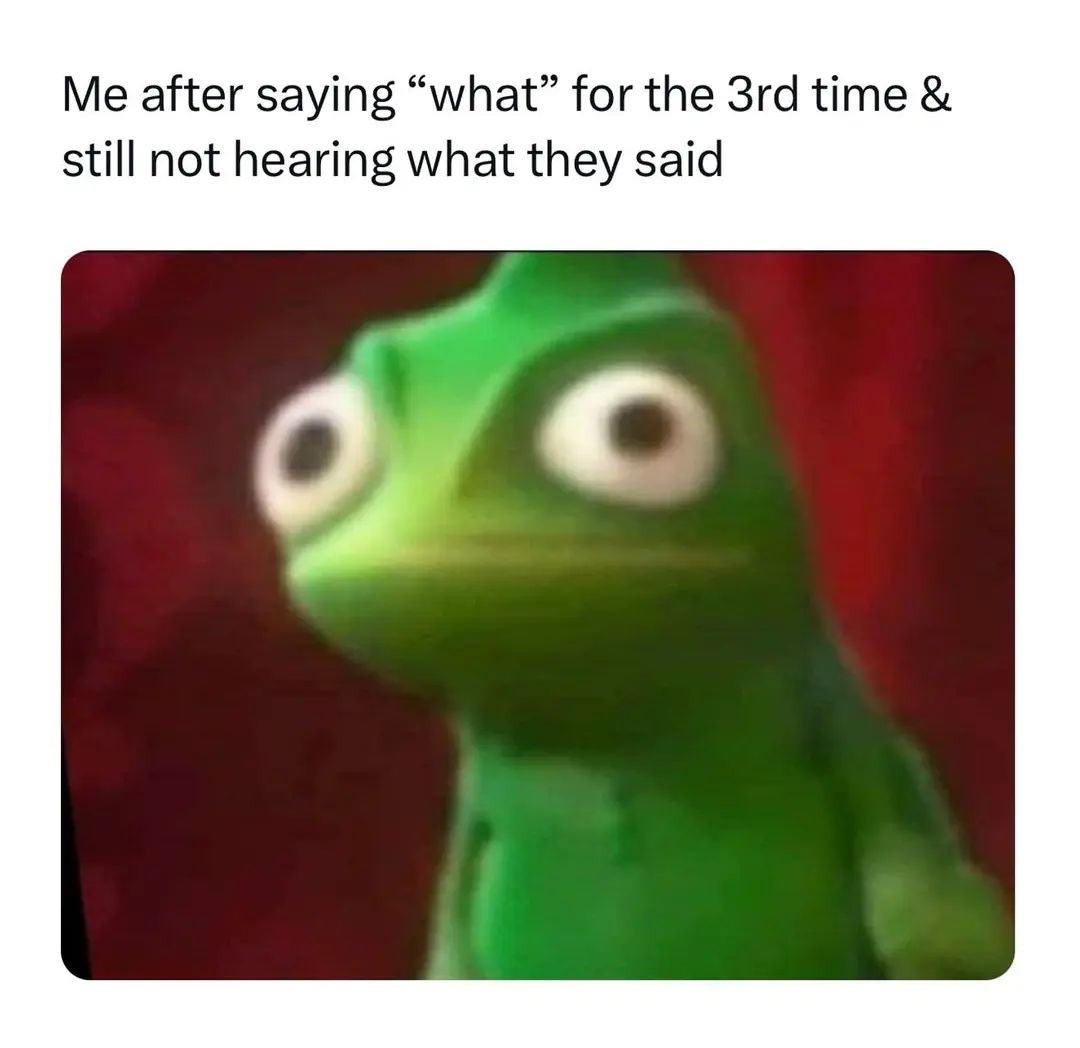 Me after saying “what” for the 3rd time &
still not hearing what they said